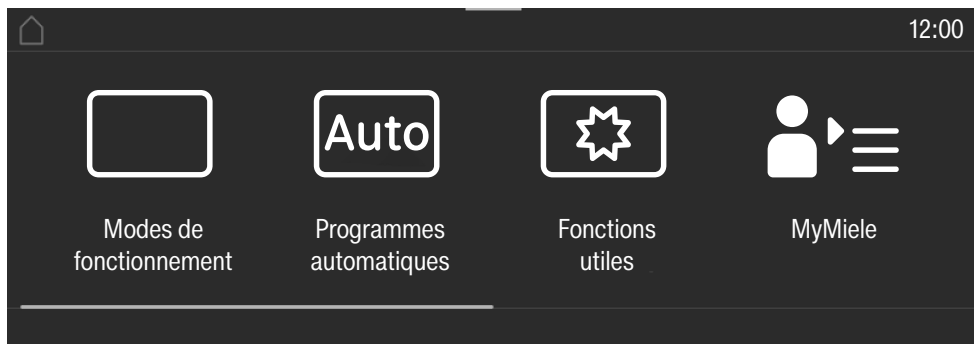 12:00
Auto
Modes de
fonctionnement
Programmes
automatiques
Fonctions
utiles
MyMiele